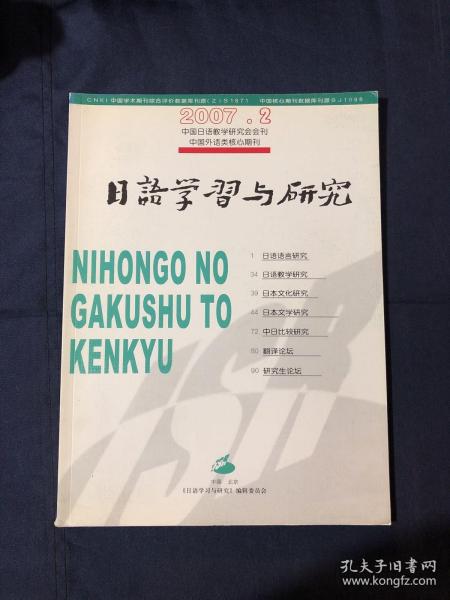 CNKI中国学术期刊综合评价数据库刊源(Z)S1871 中国核心期刊数据库刊源GJ1098
2007.2
中国日语教学研究会会刊
中国外语类核心期刊
日語学習与研究
NIHONGO NO
GAKUSHU TO
KENKYU
1 日语语言研究
34 日语教学研究
39 日本文化研究
44 日本文学研究
72 中日比较研究
80 翻译论坛
90 研究生论坛
中国 北京
《日语学习与研究》编辑委员会
孔夫子旧书网
www.kongfz.com